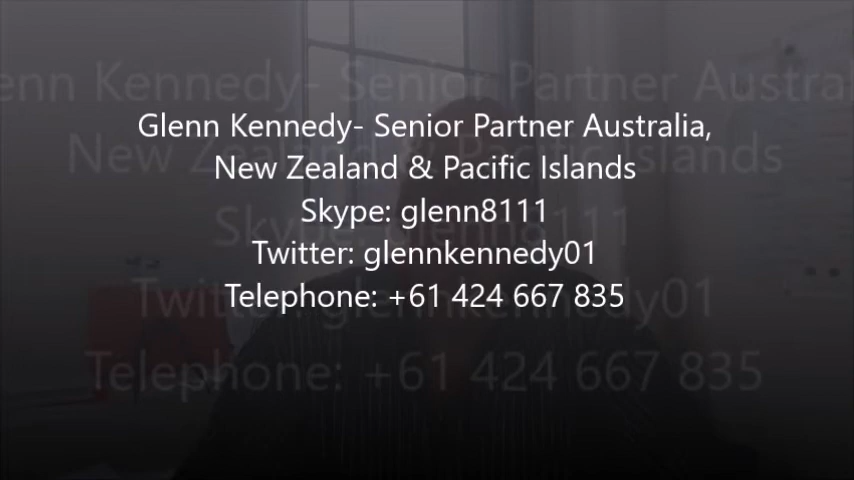 Glenn Kennedy- Senior Partner Australia,
New Zealand & Pacific Islands
Skype: glenn8111
Twitter: glennkennedy01
Telephone: +61 424 667 835